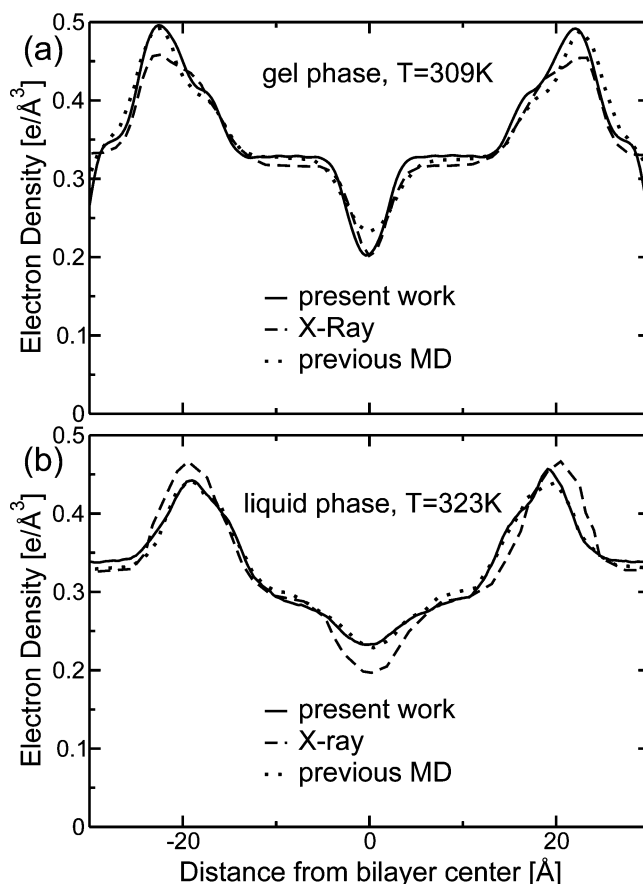 (a)
gel phase, T=309K
Electron Density [e/Å³]
0.5
0.4
0.3
0.2
0.1
0
present work
X-Ray
previous MD
(b)
liquid phase, T=323K
Electron Density [e/Å³]
0.5
0.4
0.3
0.2
0.1
0
present work
X-ray
previous MD
-20
0
20
Distance from bilayer center [Å]